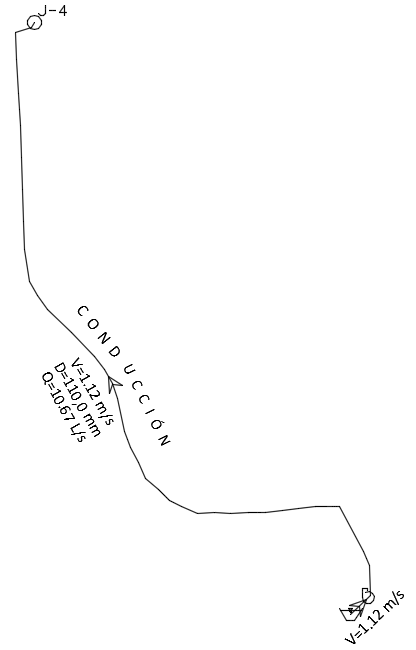 J-4
CONDUCCIÓN
V=1.12 m/s
D=110,0 mm
Q=10.67 L/s
V=1.12 m/s